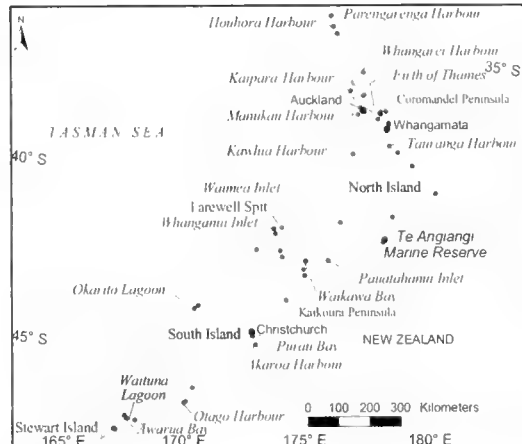 N
Parengarenga Harbour
Houhora Harbour
Whangarei Harbour
35° S
Kaipara Harbour
Firth of Thames
Auckland
Coromandel Peninsula
Manukau Harbour
Whangamata
TASMAN SEA
Tauranga Harbour
40° S
Kawhia Harbour
Waimea Inlet
North Island
Farewell Spit
Whanganui Inlet
Te Angiangi
Marine Reserve
Pauatahanui Inlet
Okarito Lagoon
Waikawa Bay
Kaikoura Peninsula
45° S
South Island
Christchurch
NEW ZEALAND
Purau Bay
Akaroa Harbour
Waituna
Lagoon
0 100 200 300 Kilometers
Otago Harbour
Stewart Island
Awarua Bay
165° E
170° E
175° E
180° E